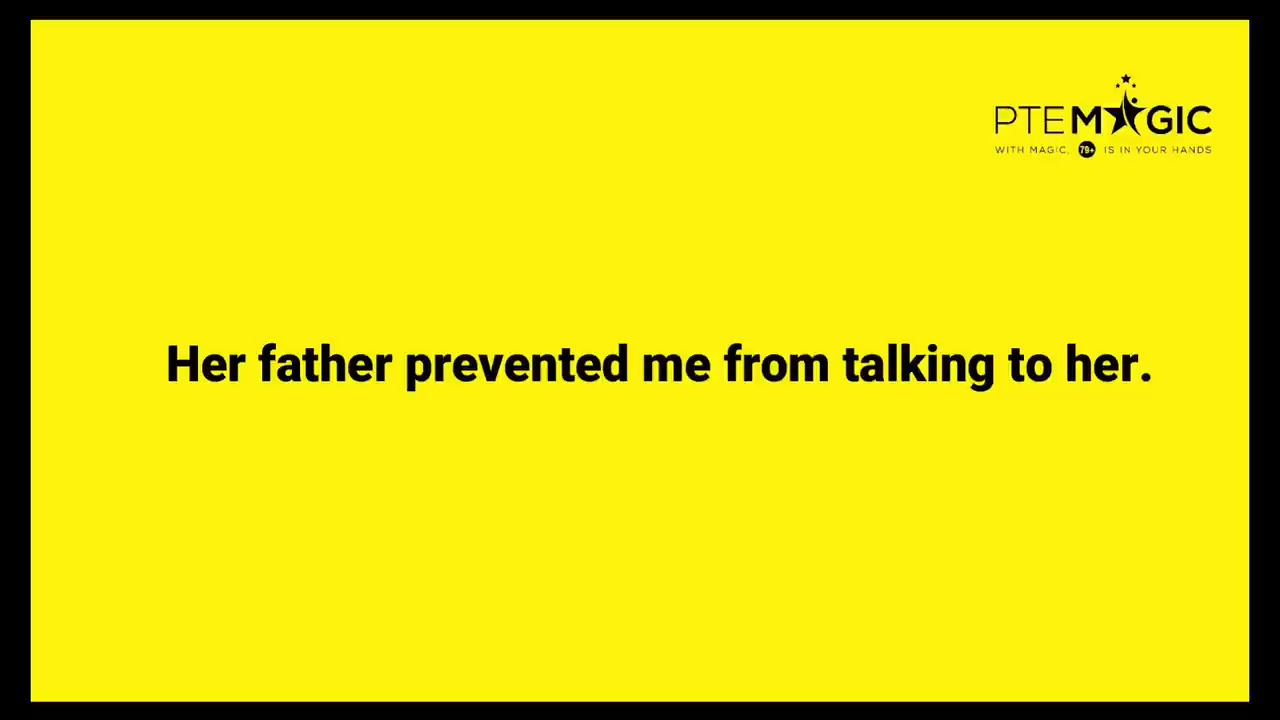 PTEMAGIC
WITH MAGIC, 79+ IS IN YOUR HANDS
Her father prevented me from talking to her.